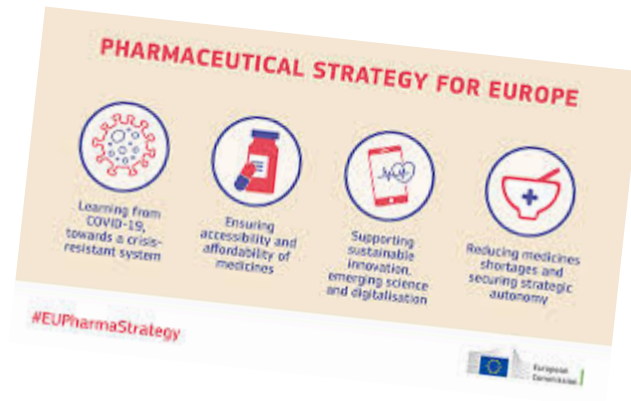 PHARMACEUTICAL STRATEGY FOR EUROPE
Learning from
COVID-19,
towards a crisis-
resistant system
Ensuring
accessibility and
affordability of
medicines
Supporting
sustainable
innovation,
emerging science
and digitalisation
Reducing medicines
shortages and
securing strategic
autonomy
#EUPharmaStrategy
European
Commission